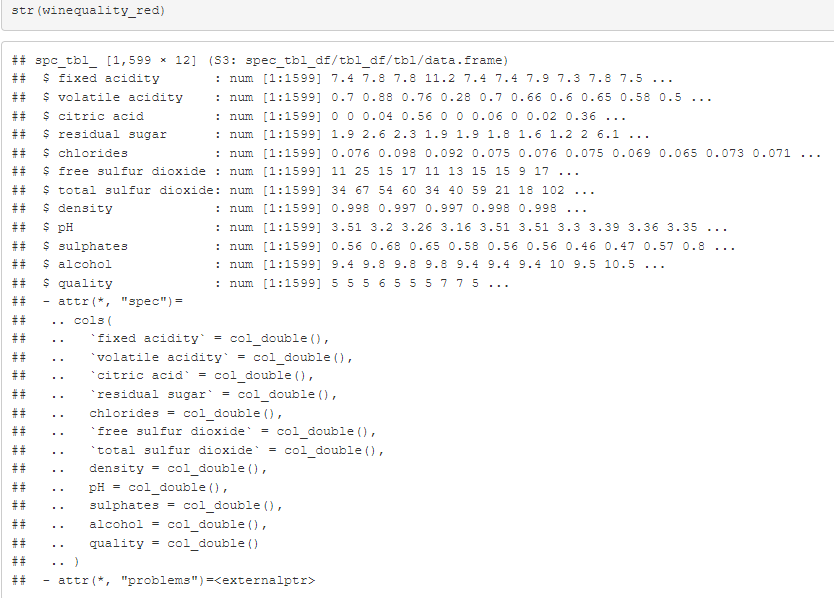 str(winequality_red)
## spc_tbl_ [1,599 × 12] (S3: spec_tbl_df/tbl_df/tbl/data.frame)
##  $ fixed acidity       : num [1:1599] 7.4 7.8 7.8 11.2 7.4 7.4 7.9 7.3 7.8 7.5 ...
##  $ volatile acidity    : num [1:1599] 0.7 0.88 0.76 0.28 0.7 0.66 0.6 0.65 0.58 0.5 ...
##  $ citric acid         : num [1:1599] 0 0 0.04 0.56 0 0 0.06 0 0.02 0.36 ...
##  $ residual sugar      : num [1:1599] 1.9 2.6 2.3 1.9 1.9 1.8 1.6 1.2 2 6.1 ...
##  $ chlorides           : num [1:1599] 0.076 0.098 0.092 0.075 0.076 0.075 0.069 0.065 0.073 0.071 ...
##  $ free sulfur dioxide : num [1:1599] 11 25 15 17 11 13 15 15 9 17 ...
##  $ total sulfur dioxide: num [1:1599] 34 67 54 60 34 40 59 21 18 102 ...
##  $ density             : num [1:1599] 0.998 0.997 0.997 0.998 0.998 ...
##  $ pH                  : num [1:1599] 3.51 3.2 3.26 3.16 3.51 3.51 3.3 3.39 3.36 3.35 ...
##  $ sulphates           : num [1:1599] 0.56 0.68 0.65 0.58 0.56 0.56 0.46 0.47 0.57 0.8 ...
##  $ alcohol             : num [1:1599] 9.4 9.8 9.8 9.8 9.4 9.4 9.4 10 9.5 10.5 ...
##  $ quality             : num [1:1599] 5 5 5 6 5 5 5 7 7 5 ...
##  - attr(*, "spec")=
##   .. cols(
##   ..   `fixed acidity` = col_double(),
##   ..   `volatile acidity` = col_double(),
##   ..   `citric acid` = col_double(),
##   ..   `residual sugar` = col_double(),
##   ..   chlorides = col_double(),
##   ..   `free sulfur dioxide` = col_double(),
##   ..   `total sulfur dioxide` = col_double(),
##   ..   density = col_double(),
##   ..   pH = col_double(),
##   ..   sulphates = col_double(),
##   ..   alcohol = col_double(),
##   ..   quality = col_double()
##   .. )
##  - attr(*, "problems")=<externalptr>